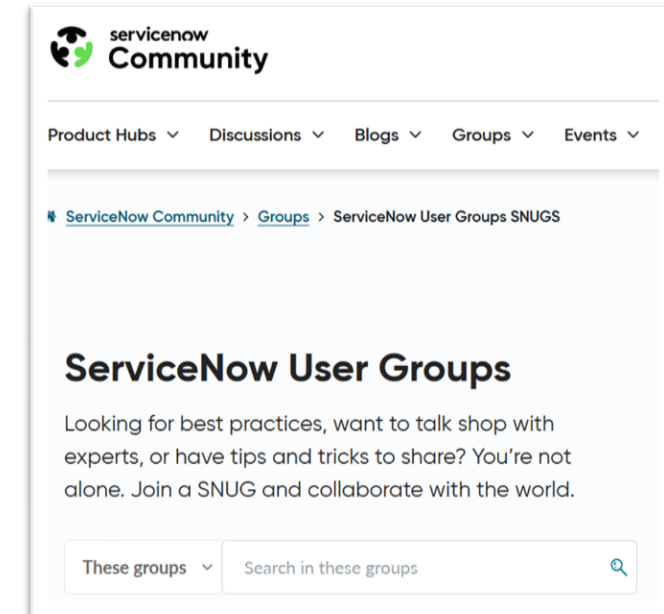 servicenow
Community
Product Hubs Discussions Blogs Groups Events
ServiceNow Community > Groups > ServiceNow User Groups SNUGS
ServiceNow User Groups
Looking for best practices, want to talk shop with
experts, or have tips and tricks to share? You're not
alone. Join a SNUG and collaborate with the world.
These groups Search in these groups